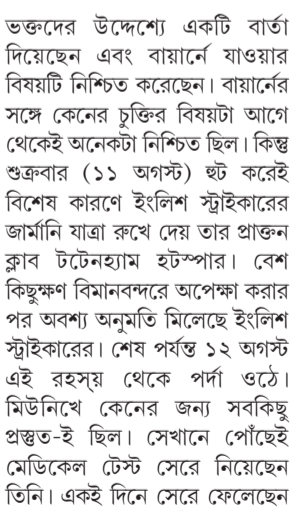 ভক্তদের উদ্দেশ্যে একটি বার্তা
দিয়েছেন এবং বায়ার্নে যাওয়ার
বিষয়টি নিশ্চিত করেছেন। বায়ার্নের
সঙ্গে কেনের চুক্তির বিষয়টা আগে
থেকেই অনেকটা নিশ্চিত ছিল। কিন্তু
শুক্রবার (১১ অগস্ট) হুট করেই
বিশেষ কারণে ইংলিশ স্ট্রাইকারের
জার্মানি যাত্রা রুখে দেয় তার প্রাক্তন
ক্লাব টটেনহ্যাম হটস্পার। বেশ
কিছুক্ষণ বিমানবন্দরে অপেক্ষা করার
পর অবশ্য অনুমতি মিলেছে ইংলিশ
স্ট্রাইকারের। শেষ পর্যন্ত ১২ অগস্ট
এই রহস্য থেকে পর্দা ওঠে।
মিউনিখে কেনের জন্য সবকিছু
প্রস্তুত-ই ছিল। সেখানে পৌঁছেই
মেডিকেল টেস্ট সেরে নিয়েছেন
তিনি। একই দিনে সেরে ফেলেছেন